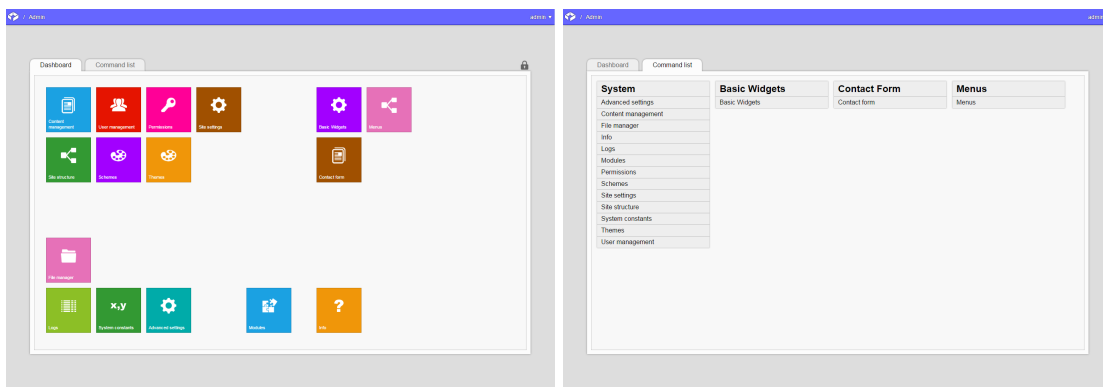 / Admin
admin ▾
Dashboard
Command list
Content management
User management
Permissions
Site settings
Basic Widgets
Menus
Site structure
Schemes
Themes
Contact form
File manager
Logs
x,y
System constants
Advanced settings
Modules
?
Info
/ Admin
admin
Dashboard
Command list
System
Advanced settings
Content management
File manager
Info
Logs
Modules
Permissions
Schemes
Site settings
Site structure
System constants
Themes
User management
Basic Widgets
Basic Widgets
Contact Form
Contact form
Menus
Menus